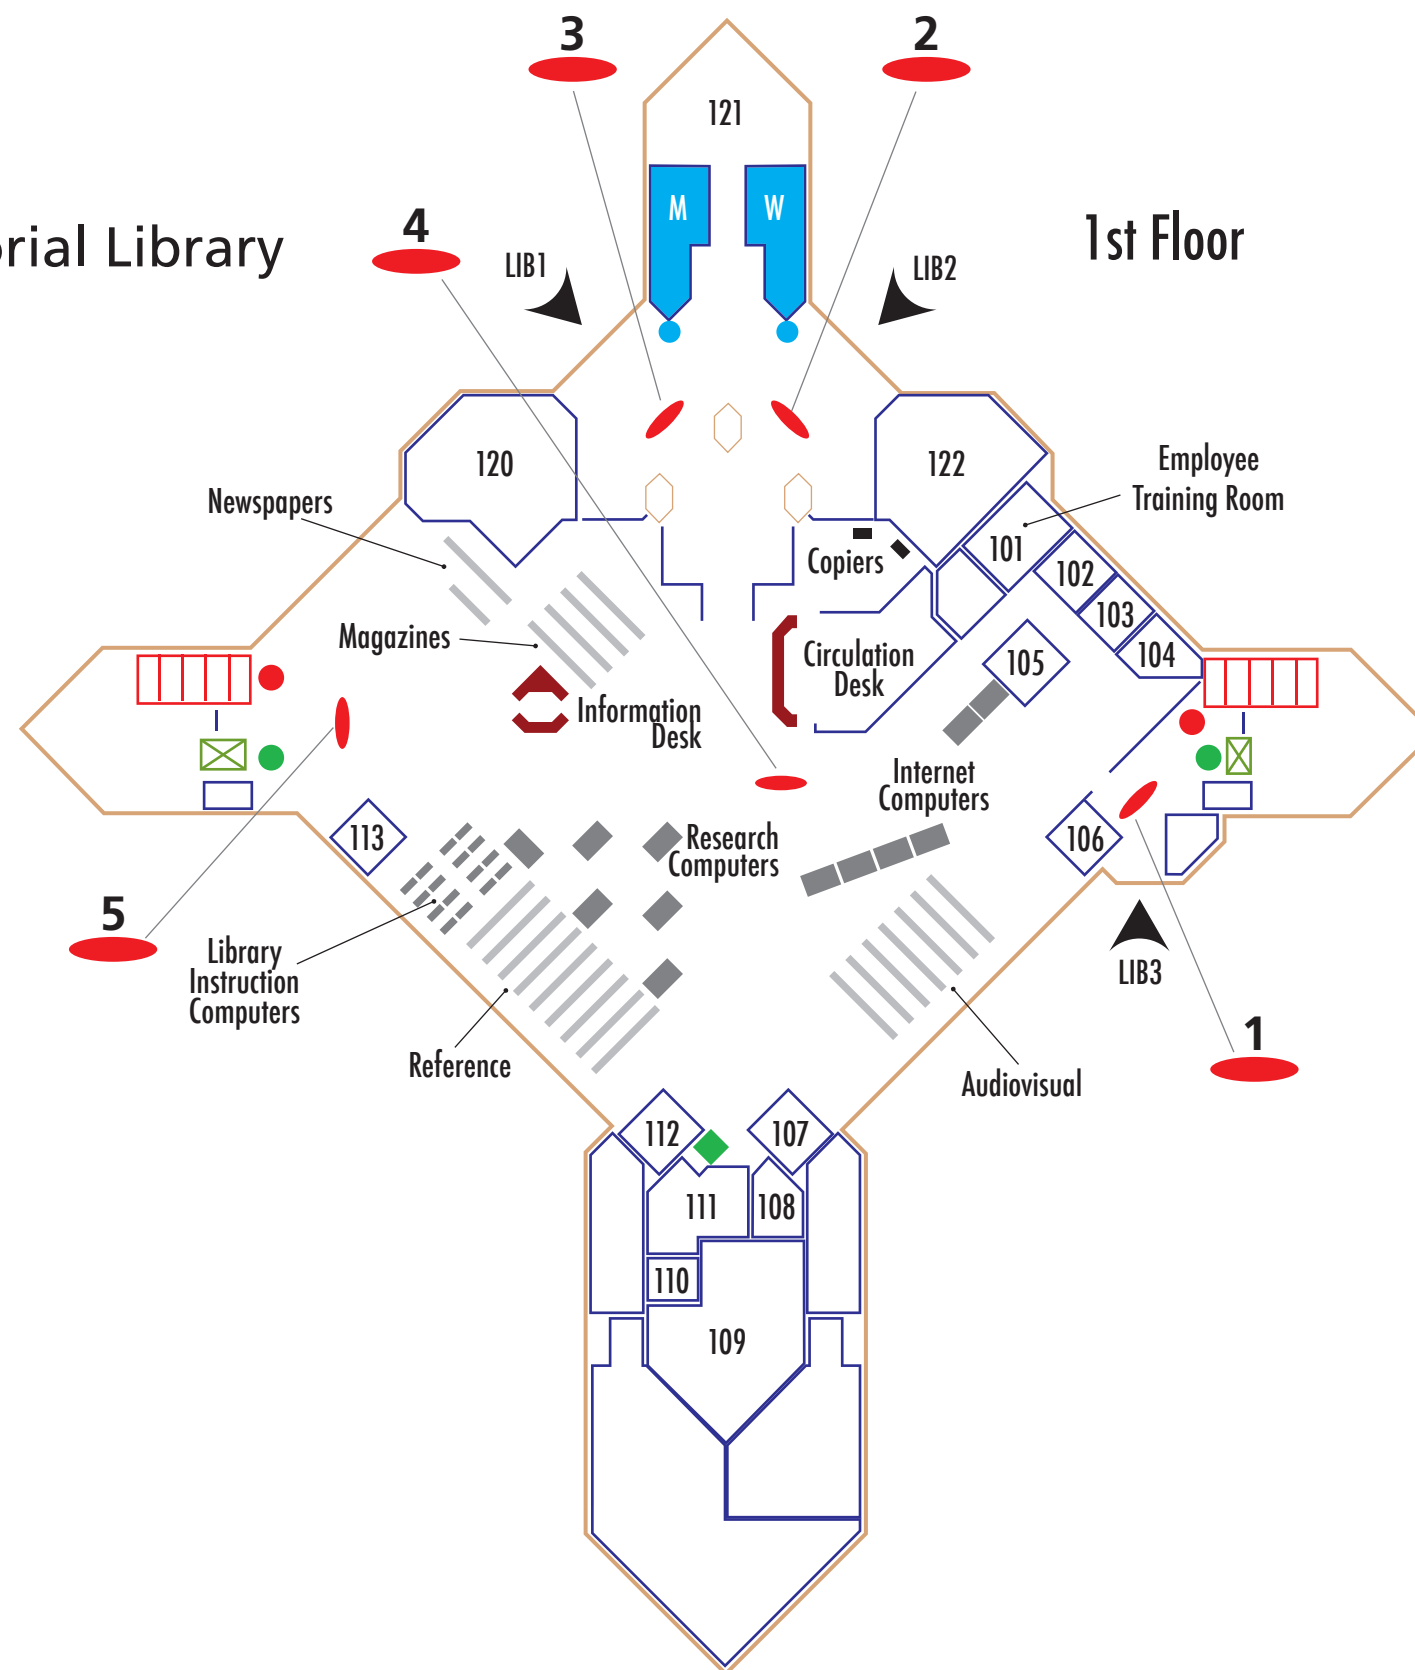 3
2
121
M
W
4
orial Library
1st Floor
LIB1
LIB2
120
122
Employee
Training Room
Newspapers
101
Copiers
102
103
Magazines
104
Circulation
Desk
105
Information
Desk
Internet
Computers
113
Research
Computers
106
5
Library
Instruction
Computers
LIB3
1
Reference
Audiovisual
112
107
111
108
110
109